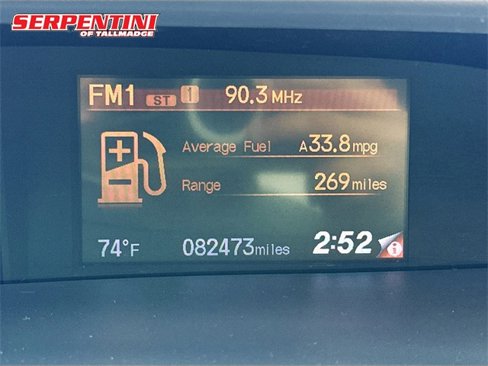 SERPENTINI
OF TALLMADGE
FM1 ST 1 90.3 MHz
Average Fuel A33.8 mpg
Range 269 miles
74°F 082473 miles 2:52 i